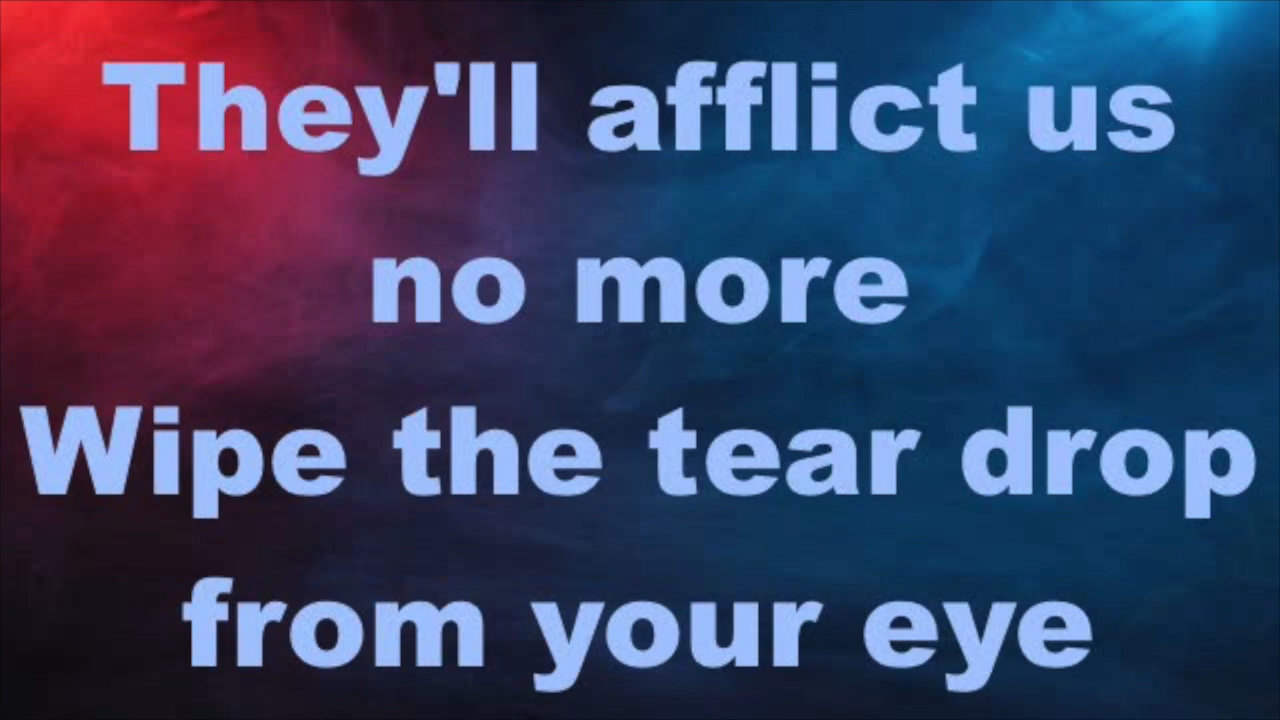 They'll afflict us
no more
Wipe the tear drop
from your eye